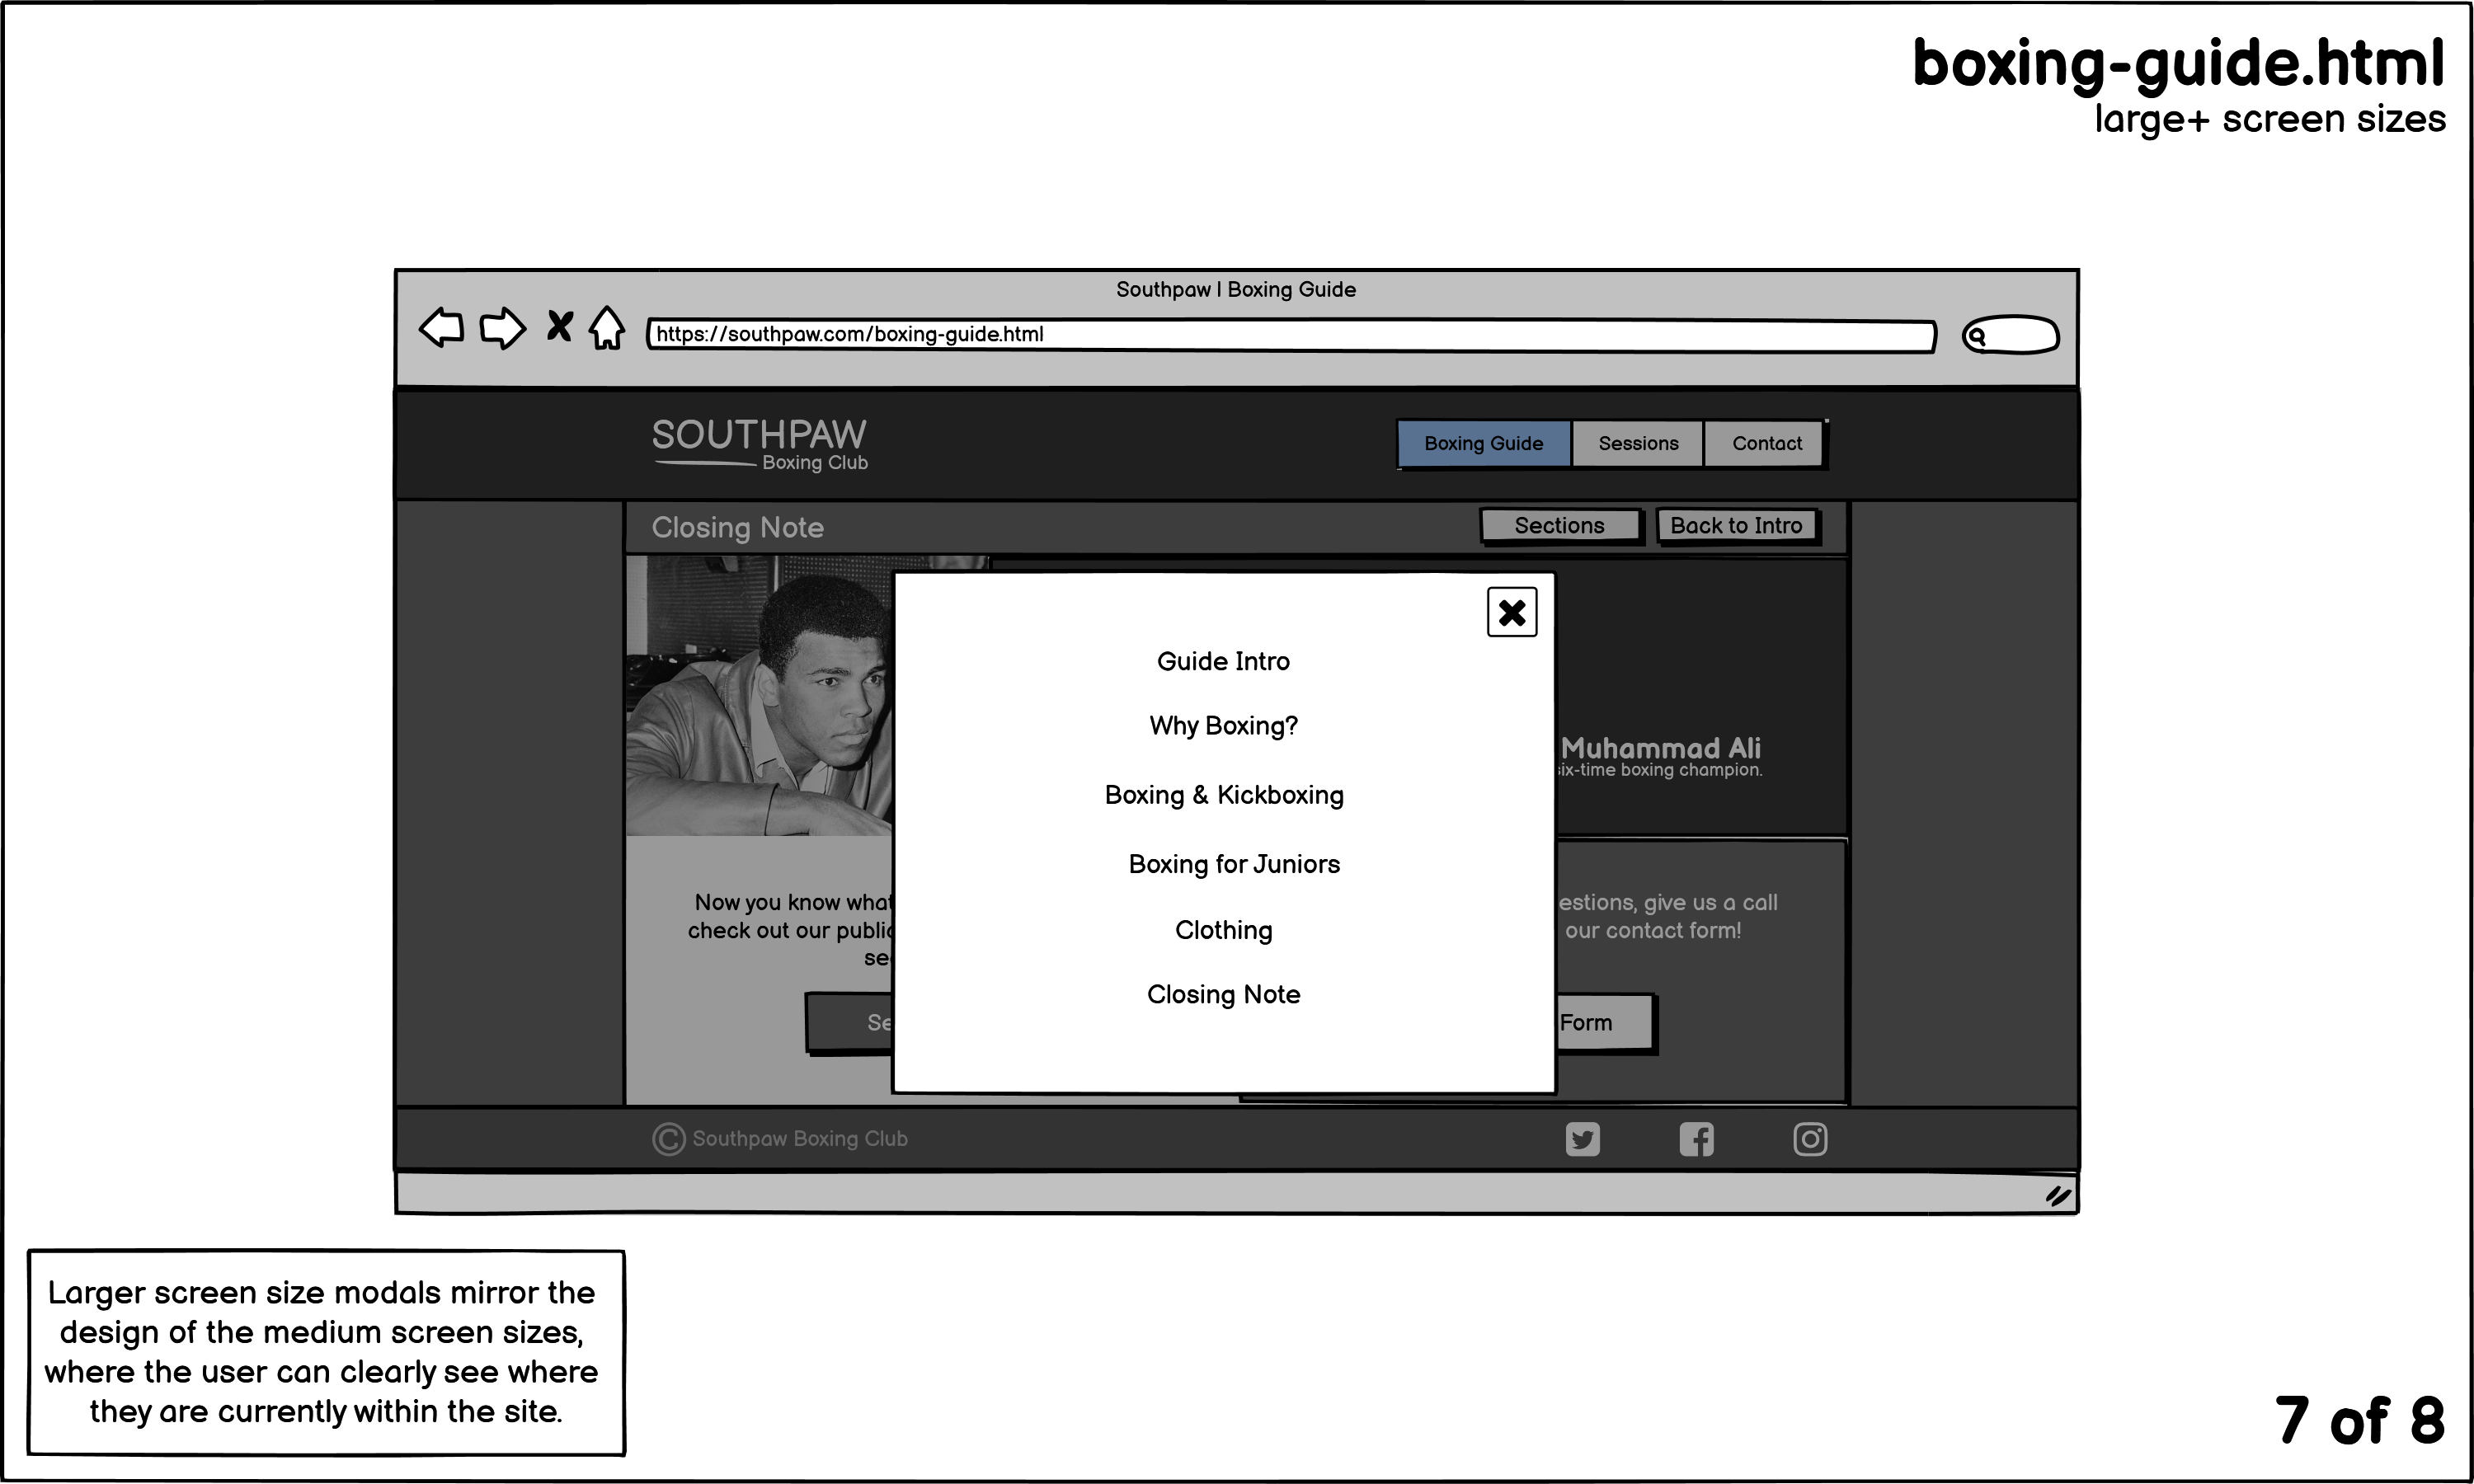 boxing-guide.html
large+ screen sizes
Southpaw | Boxing Guide
https://southpaw.com/boxing-guide.html
SOUTHPAW
Boxing Club
Boxing Guide
Sessions
Contact
Closing Note
Sections
Back to Intro
Guide Intro
Why Boxing?
Boxing & Kickboxing
Boxing for Juniors
Clothing
Closing Note
Muhammad Ali
six-time boxing champion.
Now you know what
check out our public
estions, give us a call
our contact form!
Se
Form
© Southpaw Boxing Club
Larger screen size modals mirror the
design of the medium screen sizes,
where the user can clearly see where
they are currently within the site.
7 of 8